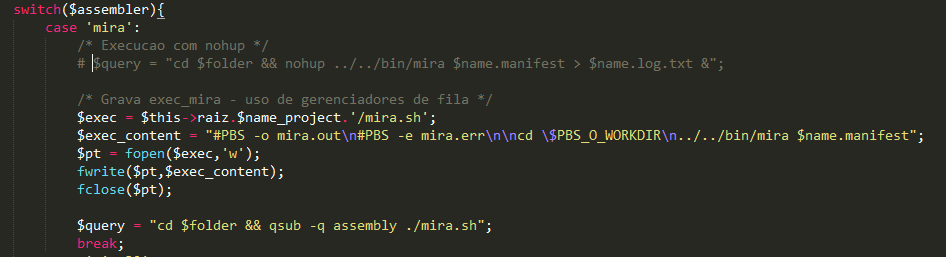 switch($assembler){
case 'mira':
/* Execucao com nohup */
# $query = "cd $folder && nohup ../../bin/mira $name.manifest > $name.log.txt &";
/* Grava exec_mira - uso de gerenciadores de fila */
$exec = $this->raiz.$name_project.'/mira.sh';
$exec_content = "#PBS -o mira.out\n#PBS -e mira.err\n\ncd \$PBS_O_WORKDIR\n../../bin/mira $name.manifest";
$pt = fopen($exec,'w');
fwrite($pt,$exec_content);
fclose($pt);
$query = "cd $folder && qsub -q assembly ./mira.sh";
break;